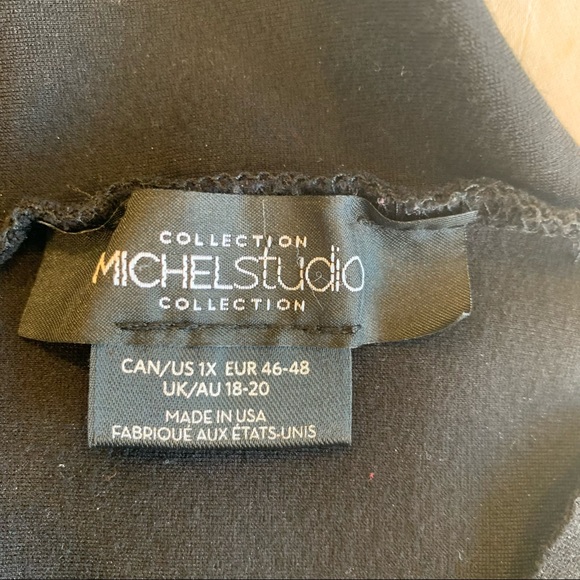 COLLECTION
MICHELstudio
COLLECTION
CAN/US 1X EUR 46-48
UK/AU 18-20
MADE IN USA
FABRIQUÉ AUX ÉTATS-UNIS